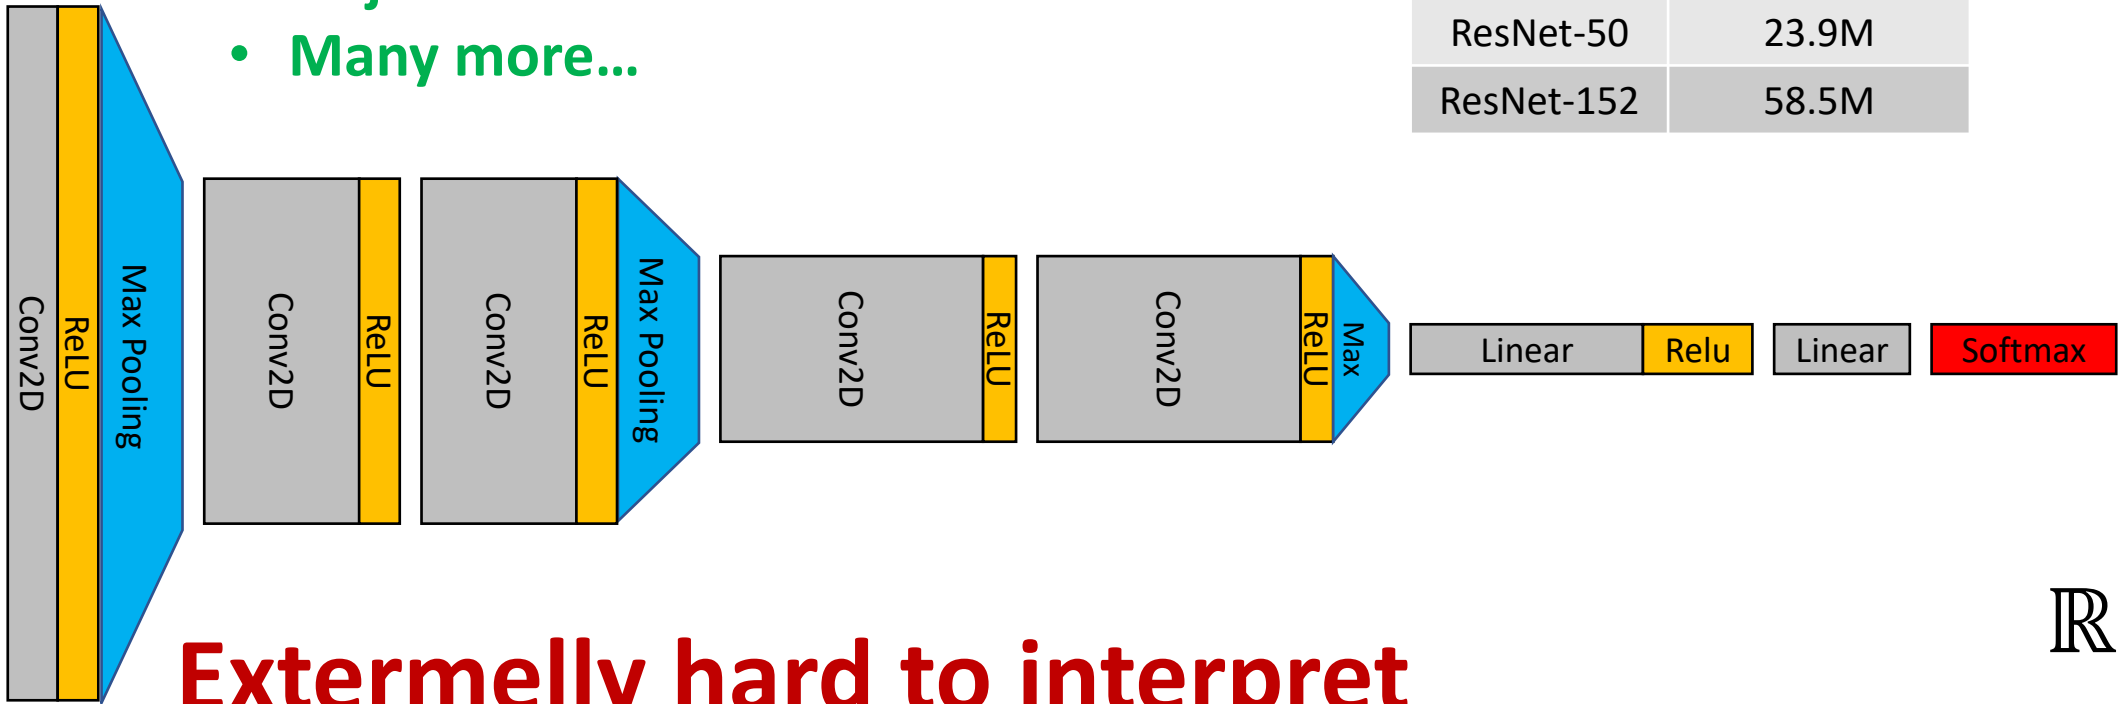 • Many more...
ResNet-50 23.9M
ResNet-152 58.5M
Conv2D ReLU Max Pooling
Conv2D ReLU
Conv2D ReLU Max Pooling
Conv2D ReLU
Conv2D ReLU Max
Linear Relu Linear Softmax
ℝ
Extermelly hard to interpret